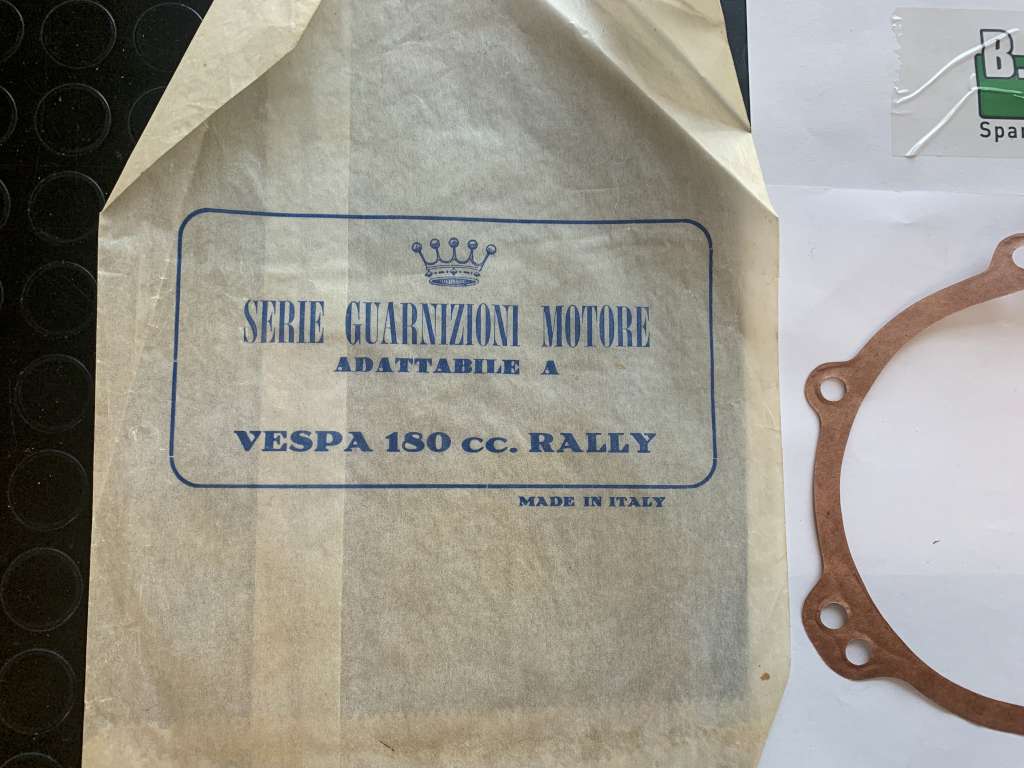 SERIE GUARNIZIONI MOTORE
ADATTABILE A
VESPA 180 cc. RALLY
MADE IN ITALY
B-
Spar